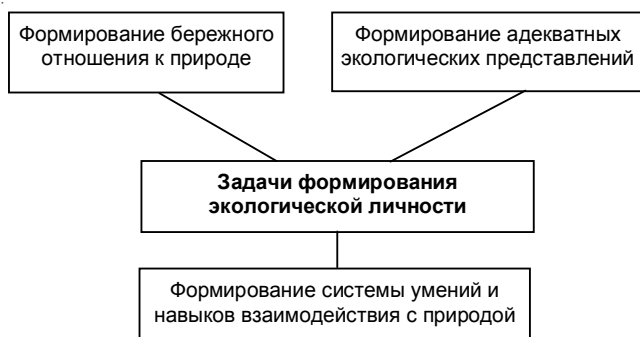 Формирование бережного
отношения к природе
Формирование адекватных
экологических представлений
Задачи формирования
экологической личности
Формирование системы умений и
навыков взаимодействия с природой